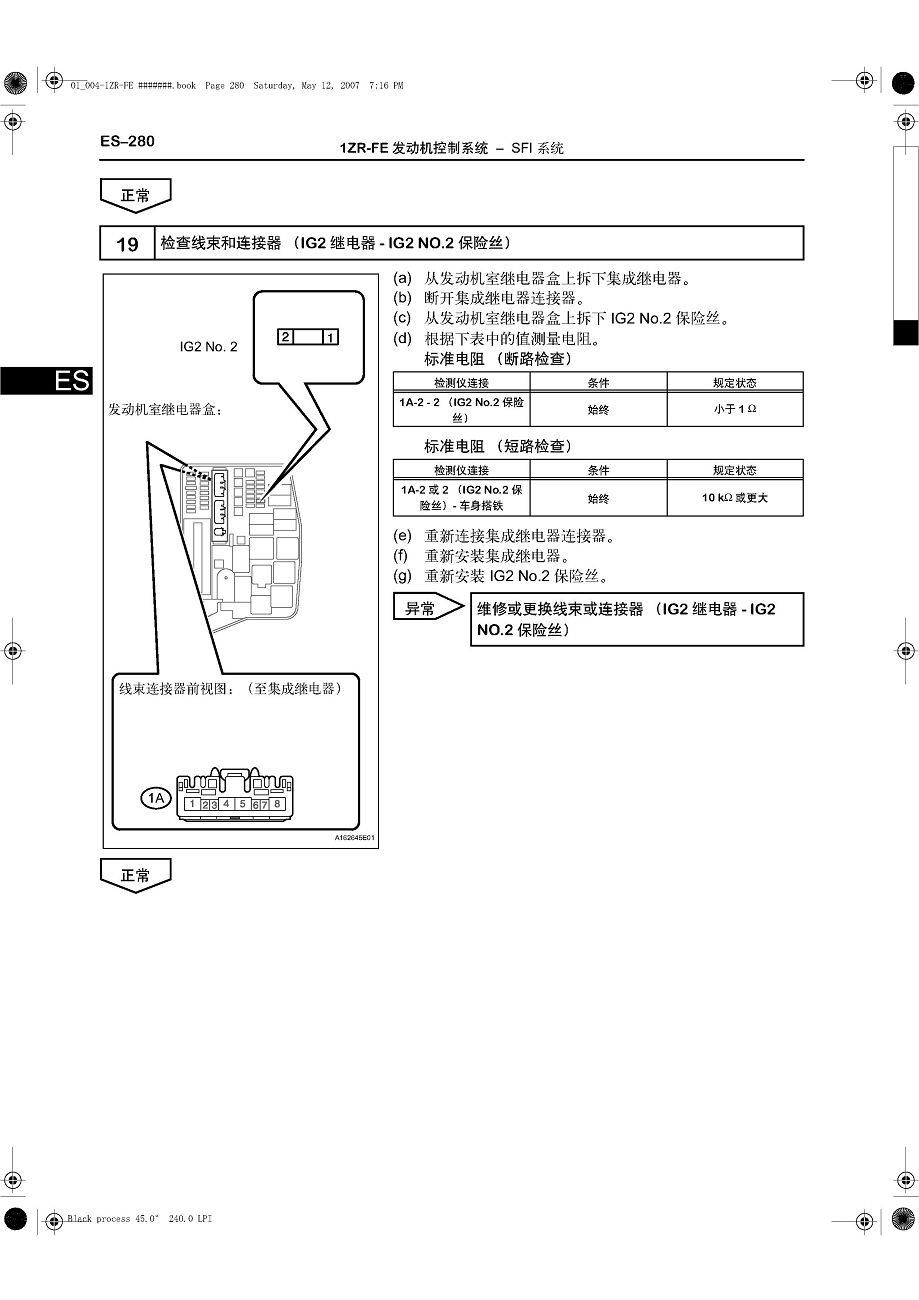 01_004-1ZR-FE #######.book Page 280 Saturday, May 12, 2007 7:16 PM
ES–280
1ZR-FE 发动机控制系统 – SFI 系统
正常
19 检查线束和连接器 （IG2 继电器 - IG2 NO.2 保险丝）
IG2 No. 2
2 1
发动机室继电器盒：
线束连接器前视图：（至集成继电器）
1A
1 2 3 4 5 6 7 8
A162645E01
(a) 从发动机室继电器盒上拆下集成继电器。
(b) 断开集成继电器连接器。
(c) 从发动机室继电器盒上拆下 IG2 No.2 保险丝。
(d) 根据下表中的值测量电阻。
标准电阻 （断路检查）
检测仪连接 条件 规定状态
1A-2 - 2 （IG2 No.2 保险
丝） 始终 小于 1 Ω
标准电阻 （短路检查）
检测仪连接 条件 规定状态
1A-2 或 2 （IG2 No.2 保
险丝） - 车身搭铁 始终 10 kΩ 或更大
(e) 重新连接集成继电器连接器。
(f) 重新安装集成继电器。
(g) 重新安装 IG2 No.2 保险丝。
异常
维修或更换线束或连接器 （IG2 继电器 - IG2
NO.2 保险丝）
ES
正常
Black process 45.0° 240.0 LPI